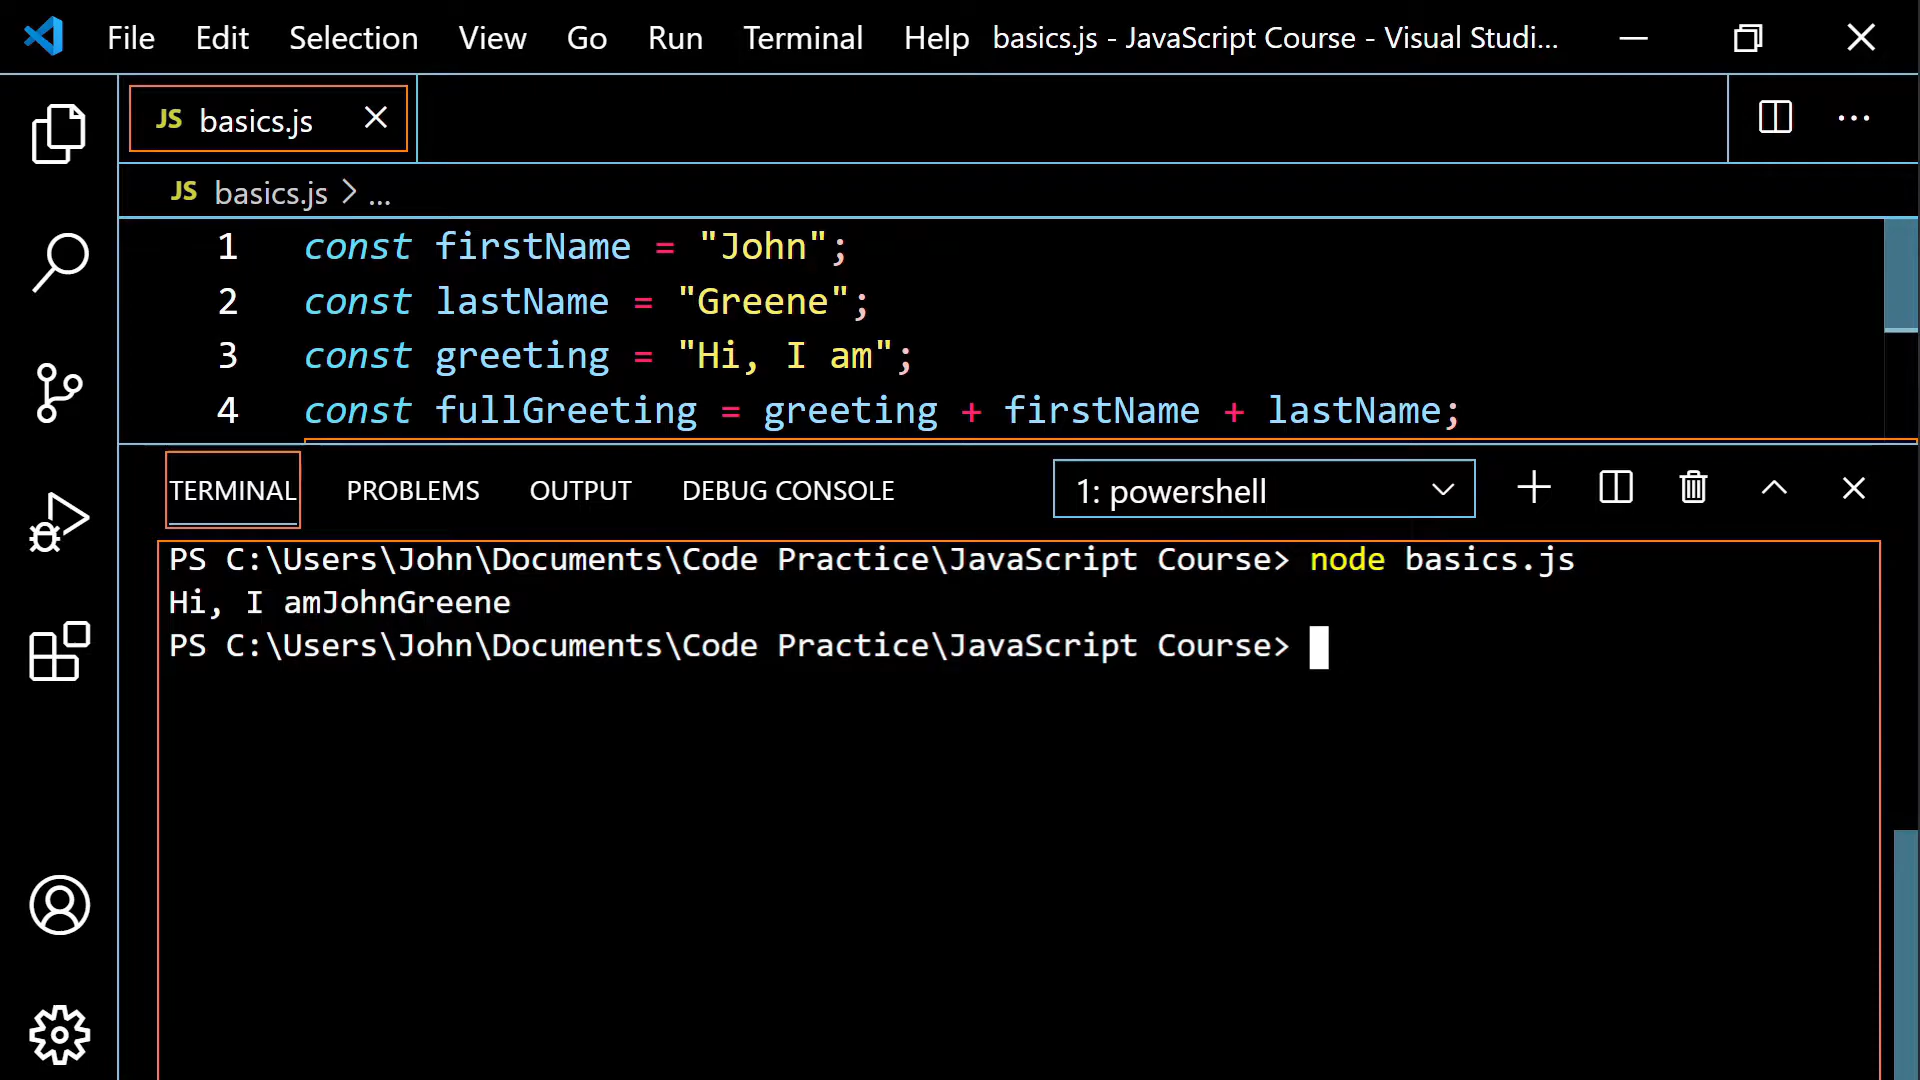 File Edit Selection View Go Run Terminal Help basics.js - JavaScript Course - Visual Studi...
JS basics.js
JS basics.js > ...
1 const firstName = "John";
2 const lastName = "Greene";
3 const greeting = "Hi, I am";
4 const fullGreeting = greeting + firstName + lastName;
TERMINAL PROBLEMS OUTPUT DEBUG CONSOLE 1: powershell
PS C:\Users\John\Documents\Code Practice\JavaScript Course> node basics.js
Hi, I amJohnGreene
PS C:\Users\John\Documents\Code Practice\JavaScript Course>